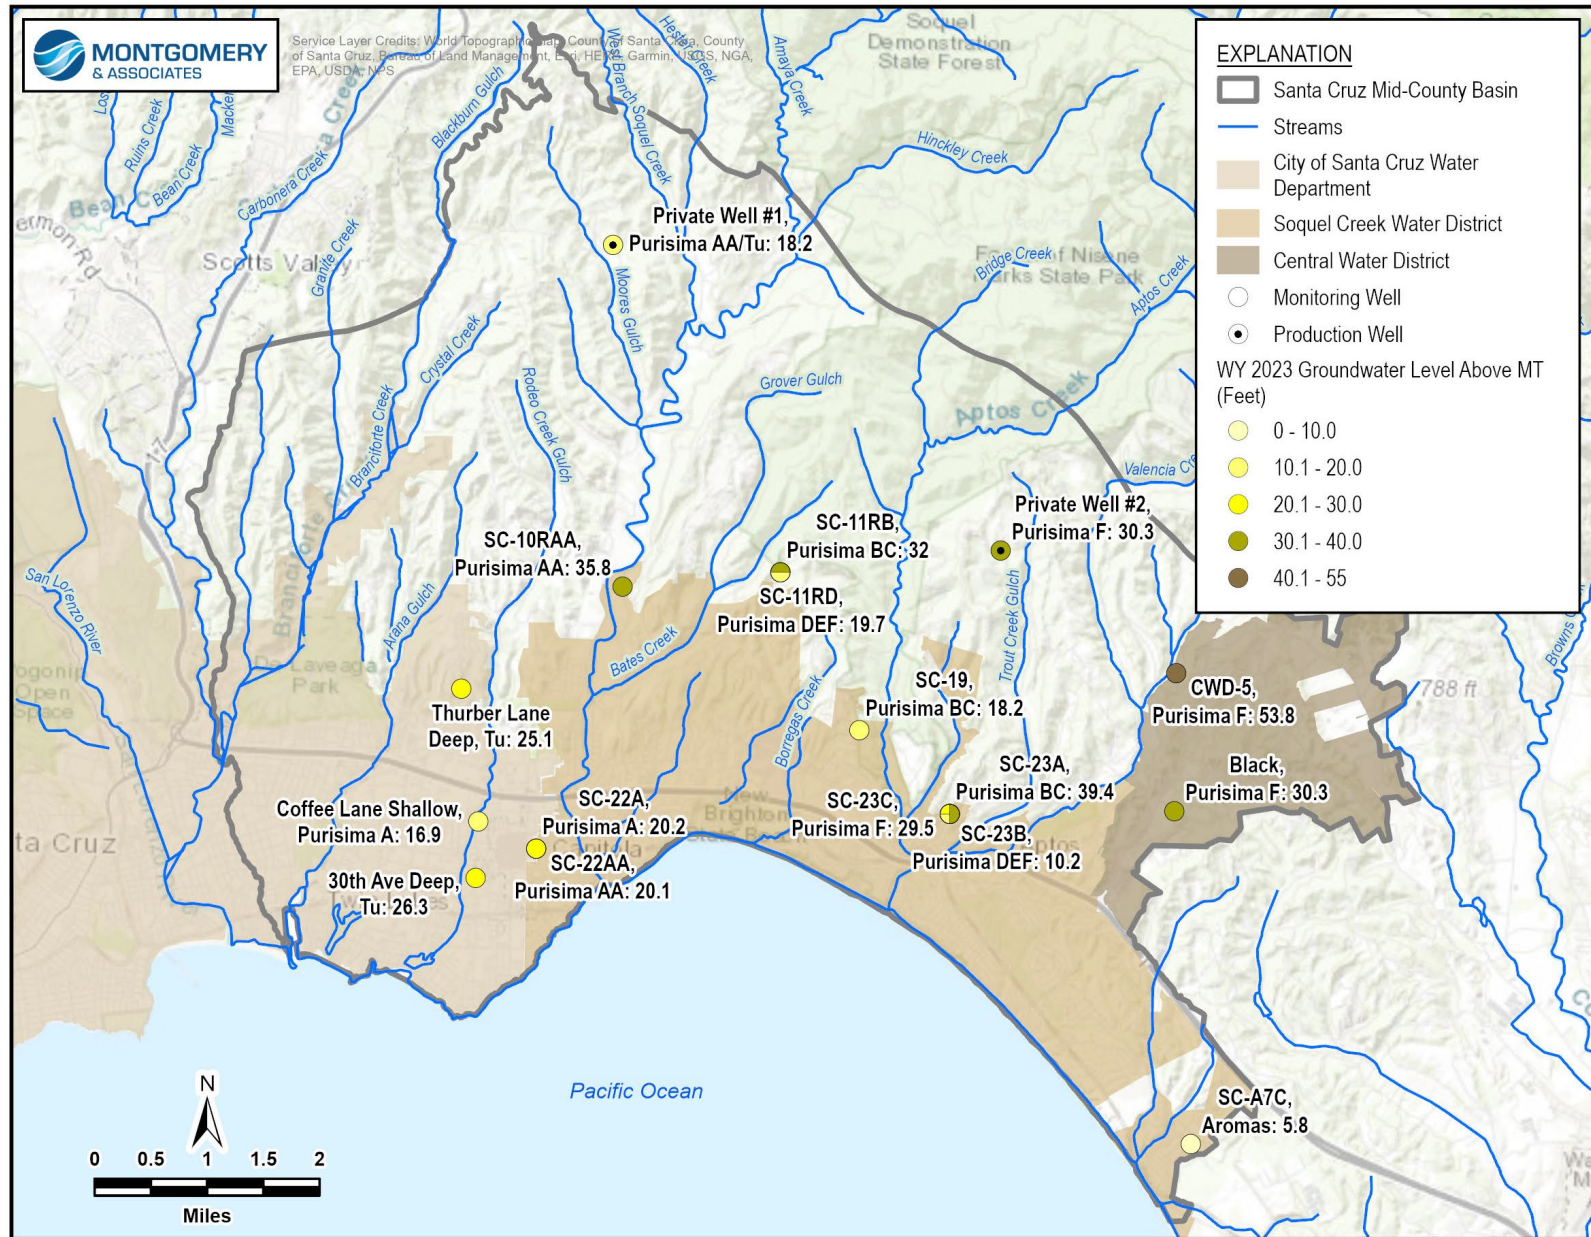 MONTGOMERY
& ASSOCIATES
Service Layer Credits: World Topographic Map: County of Santa Clara, County
of Santa Cruz, Bureau of Land Management, Esri, HERE, Garmin, USGS, NGA,
EPA, USDA, NPS
EXPLANATION
Santa Cruz Mid-County Basin
Streams
City of Santa Cruz Water
Department
Soquel Creek Water District
Central Water District
Monitoring Well
Production Well
WY 2023 Groundwater Level Above MT
(Feet)
0 - 10.0
10.1 - 20.0
20.1 - 30.0
30.1 - 40.0
40.1 - 55
Soquel
Demonstration
State Forest
Ruins Creek
Bean Creek
Carbonera Creek
Blackburn Gulch
West Branch Soquel Creek
Hester Creek
Amaya Creek
Hinckley Creek
Bridge Creek
Aptos Creek
Scotts Valley
Granite Creek
Crystal Creek
Branciforte Creek
Moores Gulch
Rodeo Creek Gulch
Grover Gulch
Aptos Creek
Trout Creek Gulch
Arana Gulch
Bates Creek
Borregas Creek
San Lorenzo River
17
De Laveaga
Park
788 ft
Private Well #1,
Purisima AA/Tu: 18.2
Private Well #2,
Purisima F: 30.3
SC-10RAA,
Purisima AA: 35.8
SC-11RB,
Purisima BC: 32
SC-11RD,
Purisima DEF: 19.7
SC-19,
Purisima BC: 18.2
CWD-5,
Purisima F: 53.8
Thurber Lane
Deep, Tu: 25.1
Black,
Purisima F: 30.3
SC-23A,
Purisima BC: 39.4
SC-23C,
Purisima F: 29.5
SC-23B,
Purisima DEF: 10.2
Coffee Lane Shallow,
Purisima A: 16.9
SC-22A,
Purisima A: 20.2
SC-22AA,
Purisima AA: 20.1
30th Ave Deep,
Tu: 26.3
SC-A7C,
Aromas: 5.8
Capitola
Aptos
Pacific Ocean
N
0 0.5 1 1.5 2
Miles